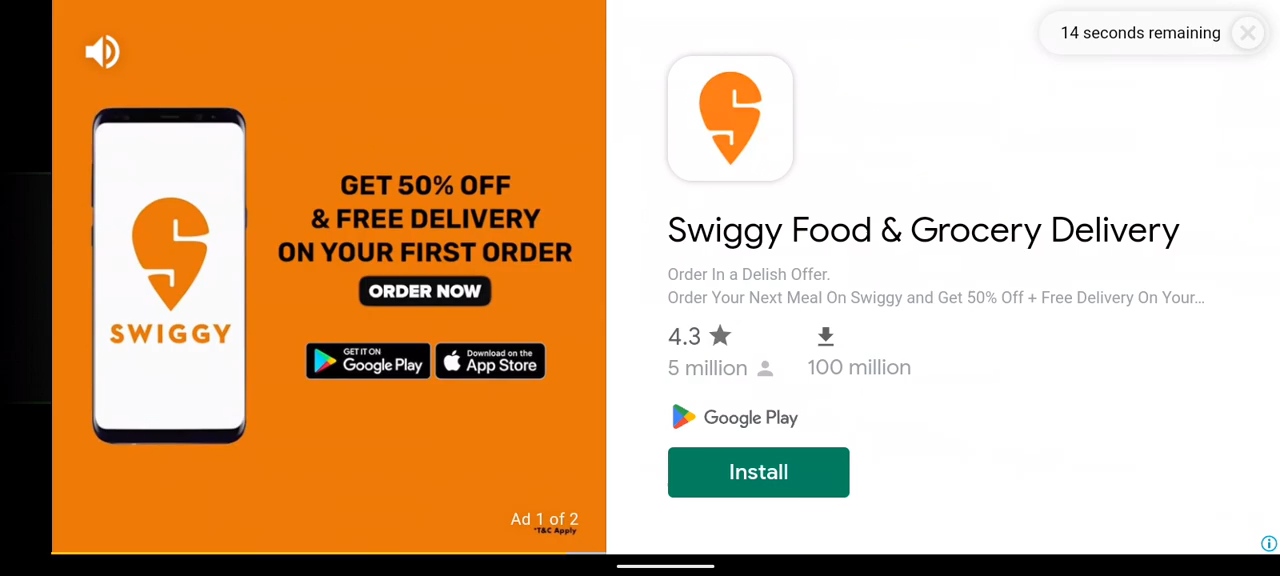 14 seconds remaining
SWIGGY
GET 50% OFF
& FREE DELIVERY
ON YOUR FIRST ORDER
ORDER NOW
GET IT ON
Google Play
Download on the
App Store
Ad 1 of 2
*T&C Apply
Swiggy Food & Grocery Delivery
Order In a Delish Offer.
Order Your Next Meal On Swiggy and Get 50% Off + Free Delivery On Your...
4.3
5 million
100 million
Google Play
Install